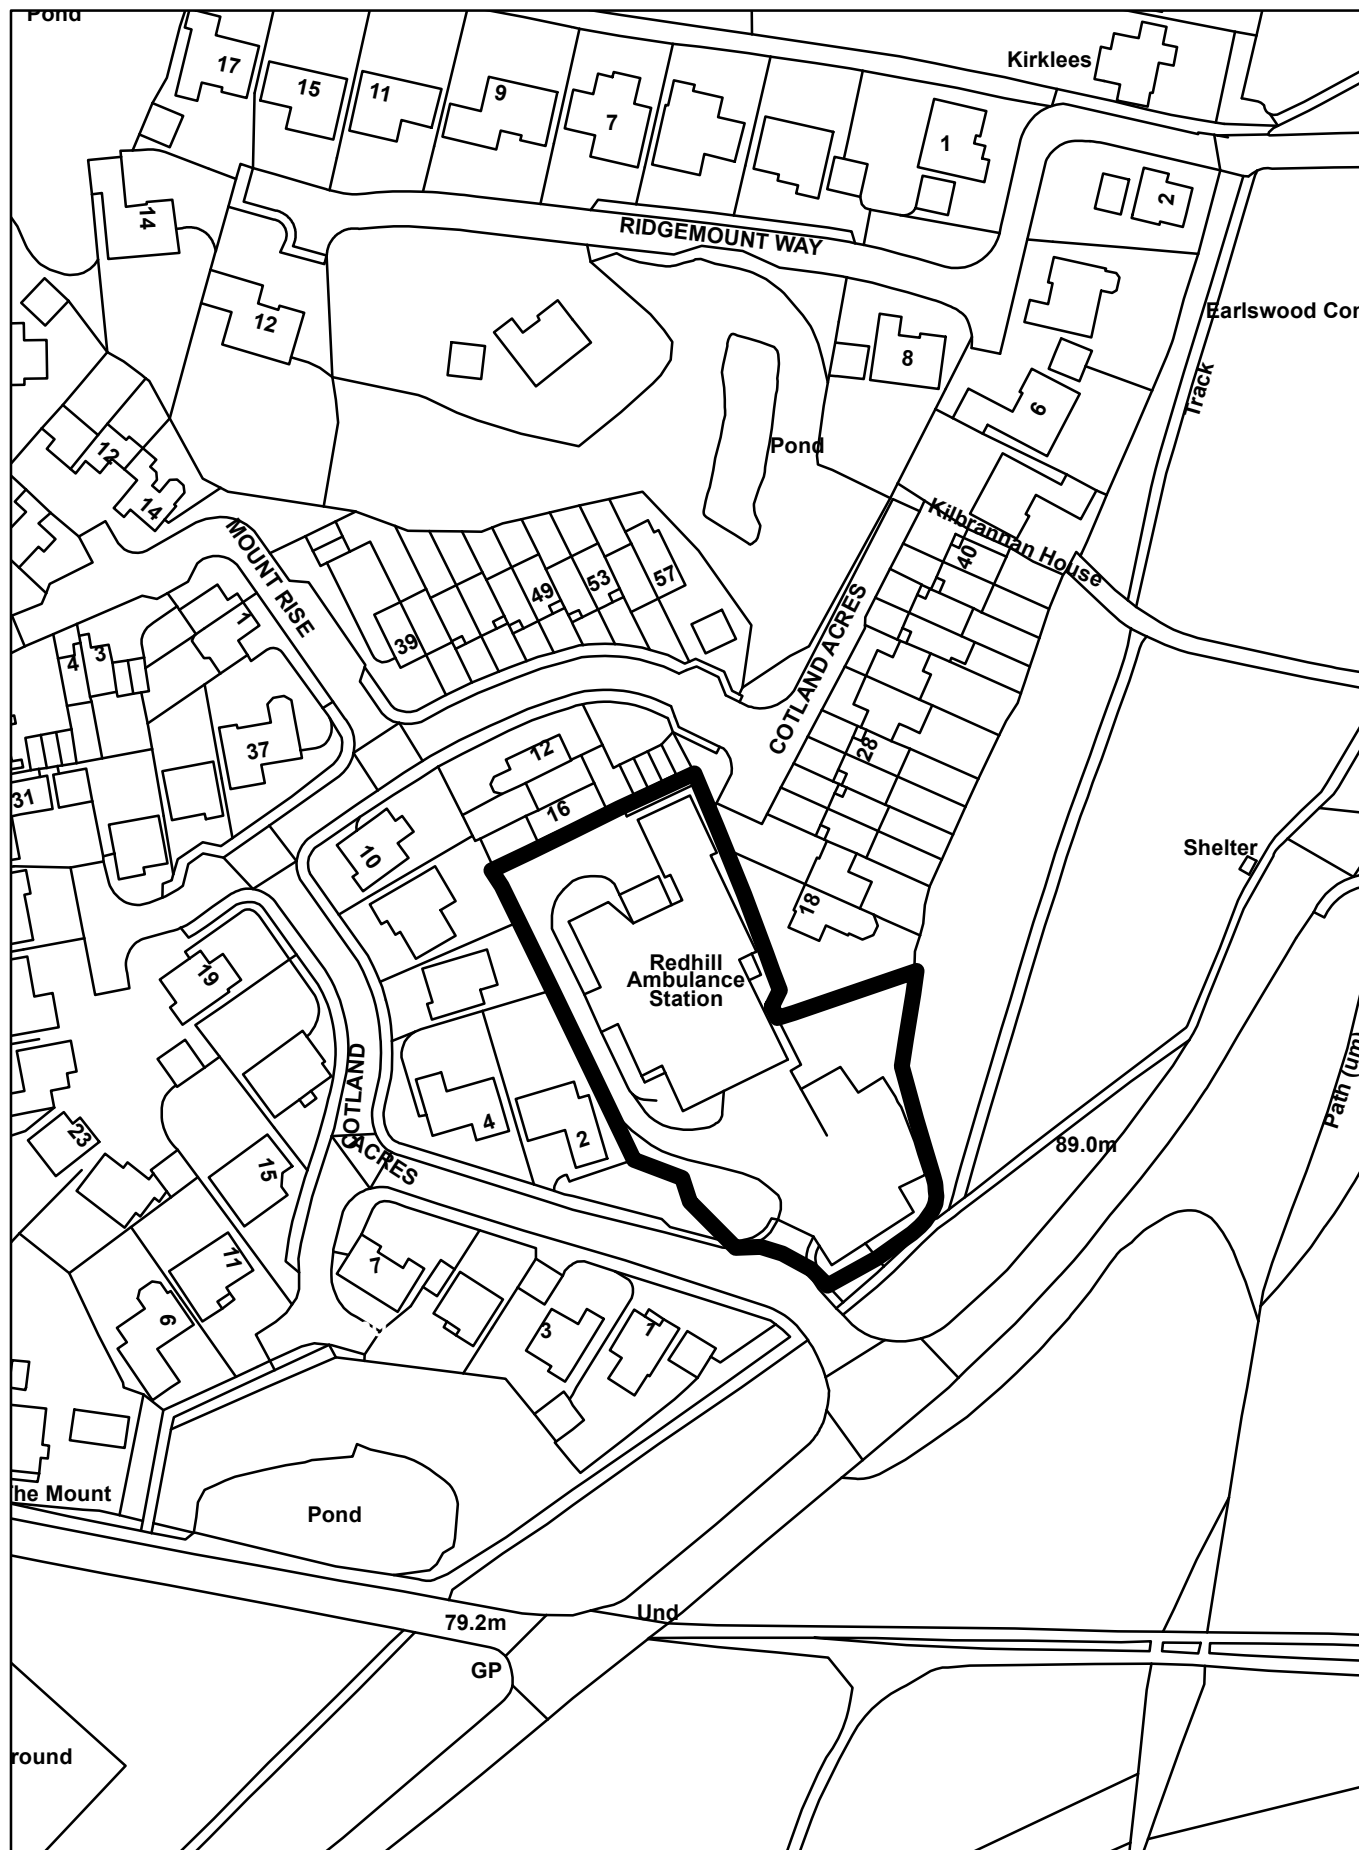 Pond
Kirklees
17
15
11
9
7
1
2
14
RIDGEMOUNT WAY
12
8
Earlswood Con
Track
6
Pond
12
14
Kilbrannan House
MOUNT RISE
40
49
53
57
39
1
4
3
COTLAND ACRES
37
12
28
31
16
10
Shelter
18
19
Redhill
Ambulance
Station
COTLAND
ACRES
Path (um)
4
2
23
89.0m
15
11
7
6
3
1
The Mount
Pond
79.2m
Und
GP
round